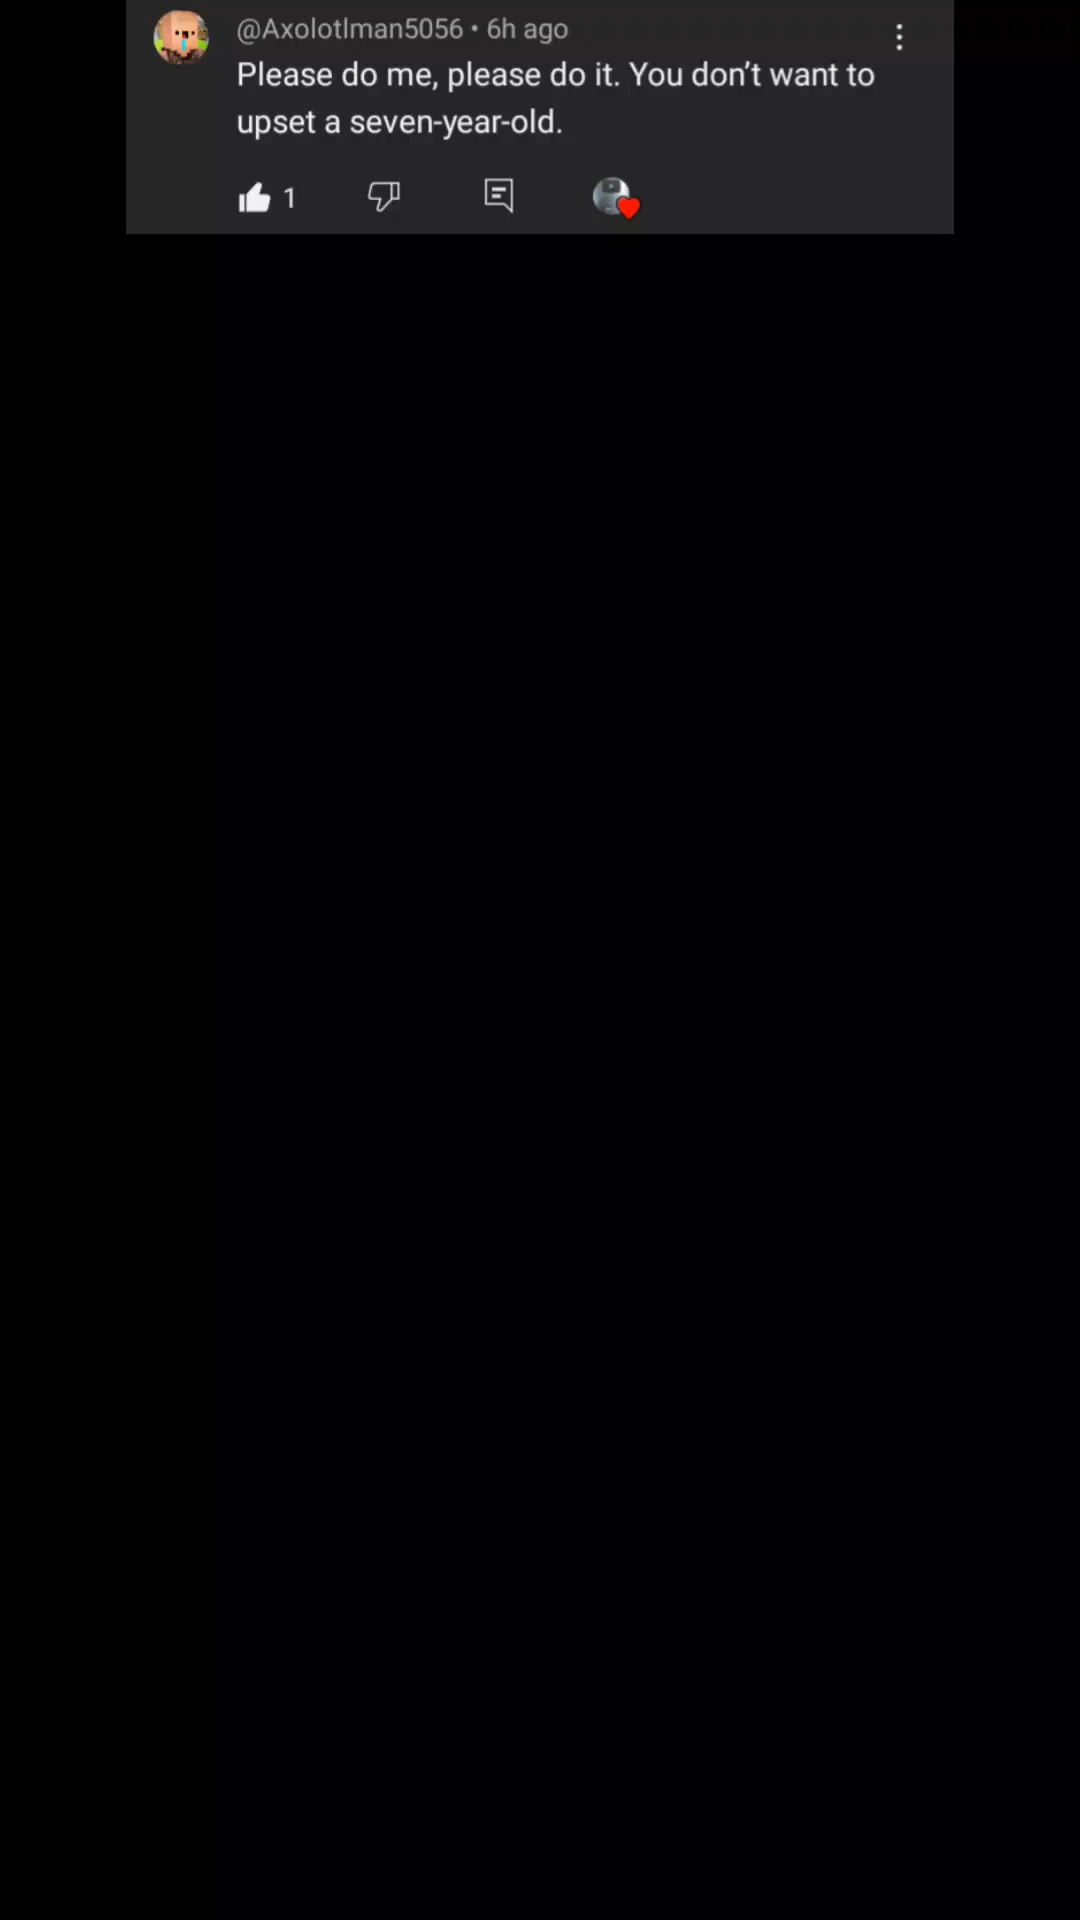 @Axolotlman5056 • 6h ago
Please do me, please do it. You don’t want to
upset a seven-year-old.
1